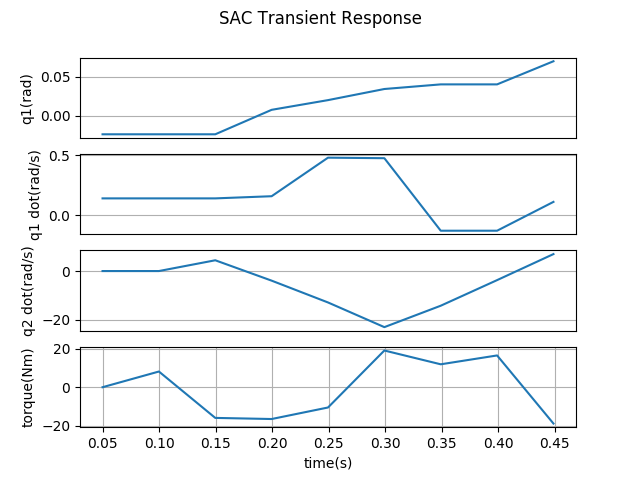 SAC Transient Response
q1(rad)
0.05
0.00
q1 dot(rad/s)
0.5
0.0
q2 dot(rad/s)
0
−20
torque(Nm)
20
0
−20
0.05 0.10 0.15 0.20 0.25 0.30 0.35 0.40 0.45
time(s)